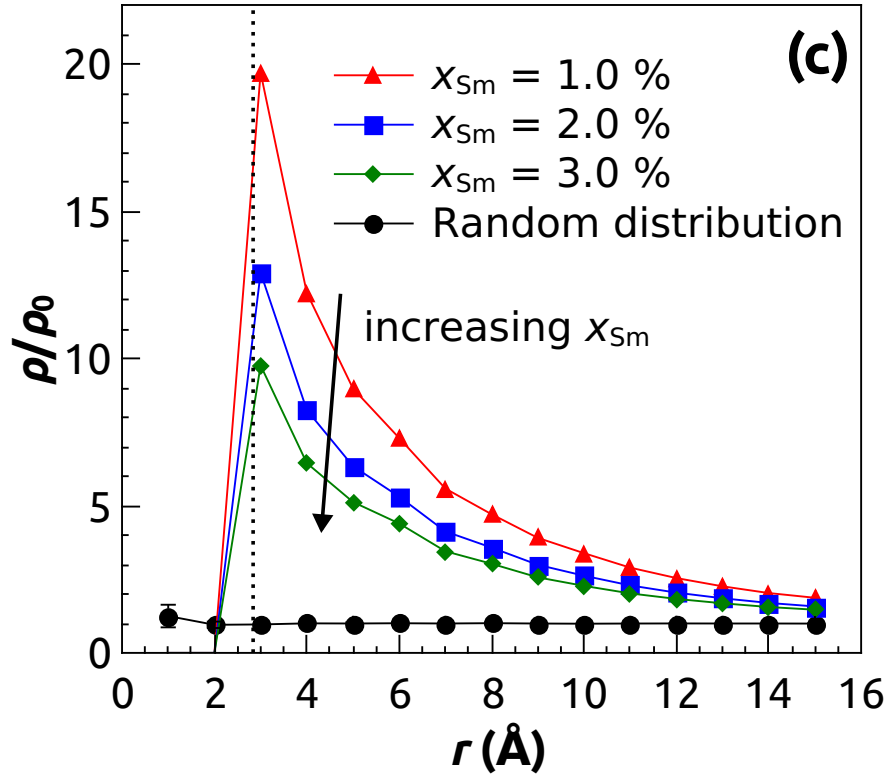 (c)
x_Sm = 1.0 %
x_Sm = 2.0 %
x_Sm = 3.0 %
Random distribution
increasing x_Sm
ρ/ρ₀
20
15
10
5
0
0 2 4 6 8 10 12 14 16
r (Å)